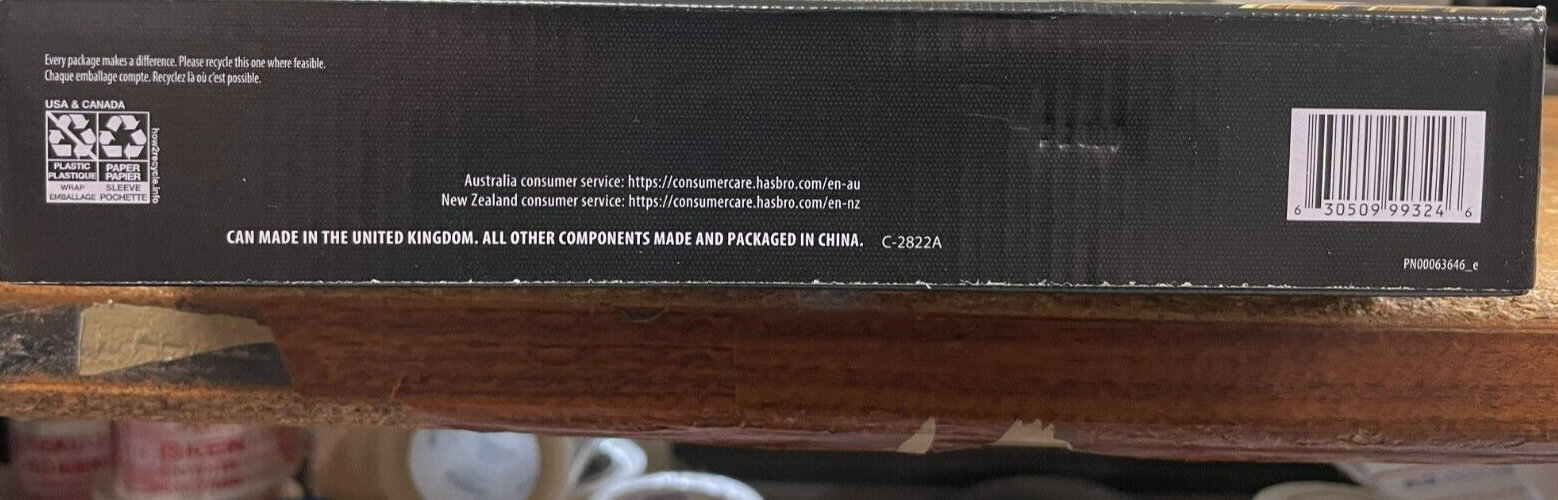 Every package makes a difference. Please recycle this one where feasible.
Chaque emballage compte. Recyclez là où c'est possible.
USA & CANADA
how2recycle.info
PLASTIC PAPER
PLASTIQUE PAPIER
WRAP SLEEVE
EMBALLAGE POCHETTE
Australia consumer service: https://consumercare.hasbro.com/en-au
New Zealand consumer service: https://consumercare.hasbro.com/en-nz
CAN MADE IN THE UNITED KINGDOM. ALL OTHER COMPONENTS MADE AND PACKAGED IN CHINA. C-2822A
6 30509 99324 6
PN00063646_e